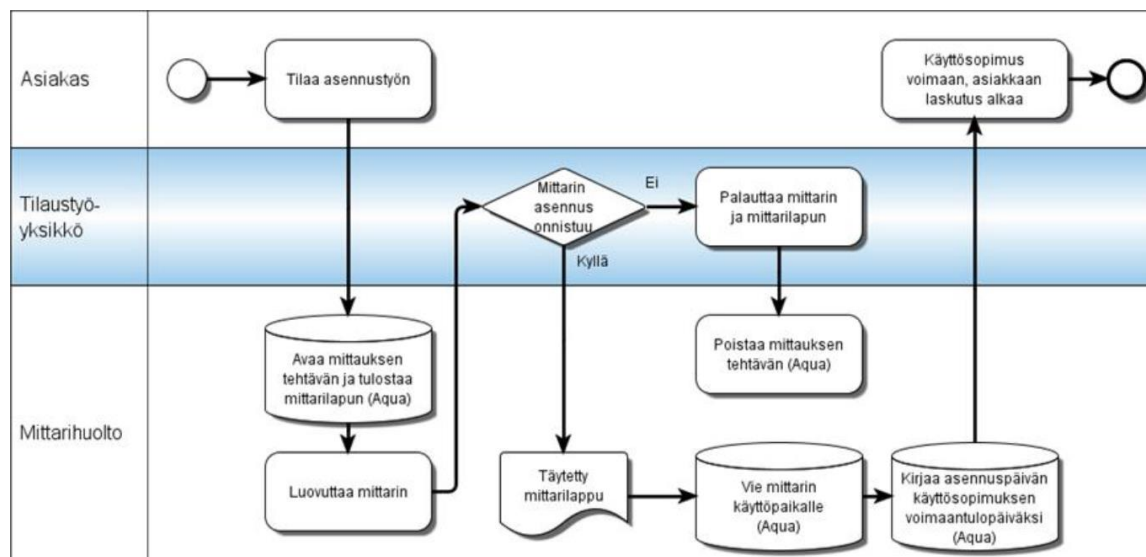 Asiakas
Tilaa asennustyön
Käyttösopimus
voimaan, asiakkaan
laskutus alkaa
Tilaustyö-
yksikkö
Mittarin
asennus
onnistuu
Ei
Kyllä
Palauttaa mittarin
ja mittarilapun
Mittarihuolto
Avaa mittauksen
tehtävän ja tulostaa
mittarilapun (Aqua)
Poistaa mittauksen
tehtävän (Aqua)
Luovuttaa mittarin
Täytetty
mittarilappu
Vie mittarin
käyttöpaikalle
(Aqua)
Kirjaa asennuspäivän
käyttösopimuksen
voimaantulopäiväksi
(Aqua)